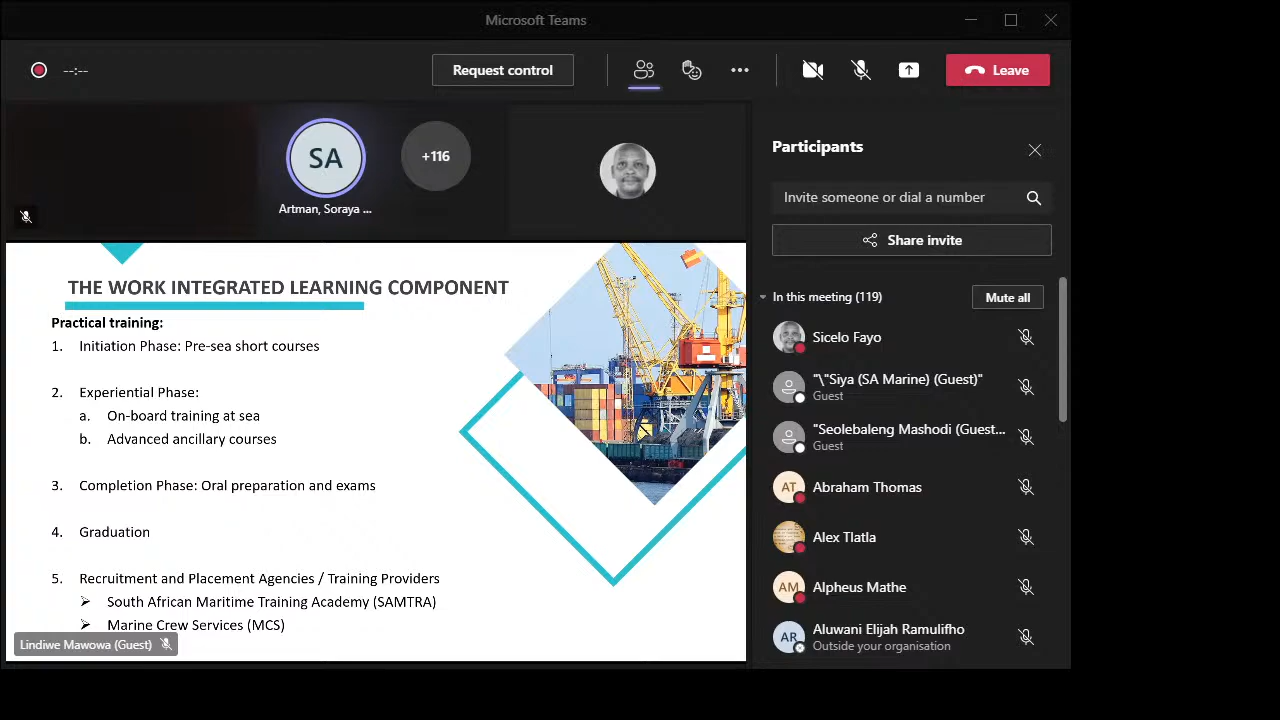 Microsoft Teams
--:--
Request control
Leave
SA
+116
Artman, Soraya ...
Participants
Invite someone or dial a number
Share invite
In this meeting (119)
Mute all
Sicelo Fayo
"\"Siya (SA Marine) (Guest)"
Guest
"Seolebaleng Mashodi (Guest...
Guest
AT
Abraham Thomas
Alex Tlatla
AM
Alpheus Mathe
AR
Aluwani Elijah Ramulifho
Outside your organisation
THE WORK INTEGRATED LEARNING COMPONENT
Practical training:
1. Initiation Phase: Pre-sea short courses
2. Experiential Phase:
a. On-board training at sea
b. Advanced ancillary courses
3. Completion Phase: Oral preparation and exams
4. Graduation
5. Recruitment and Placement Agencies / Training Providers
South African Maritime Training Academy (SAMTRA)
Marine Crew Services (MCS)
Lindiwe Mawowa (Guest)